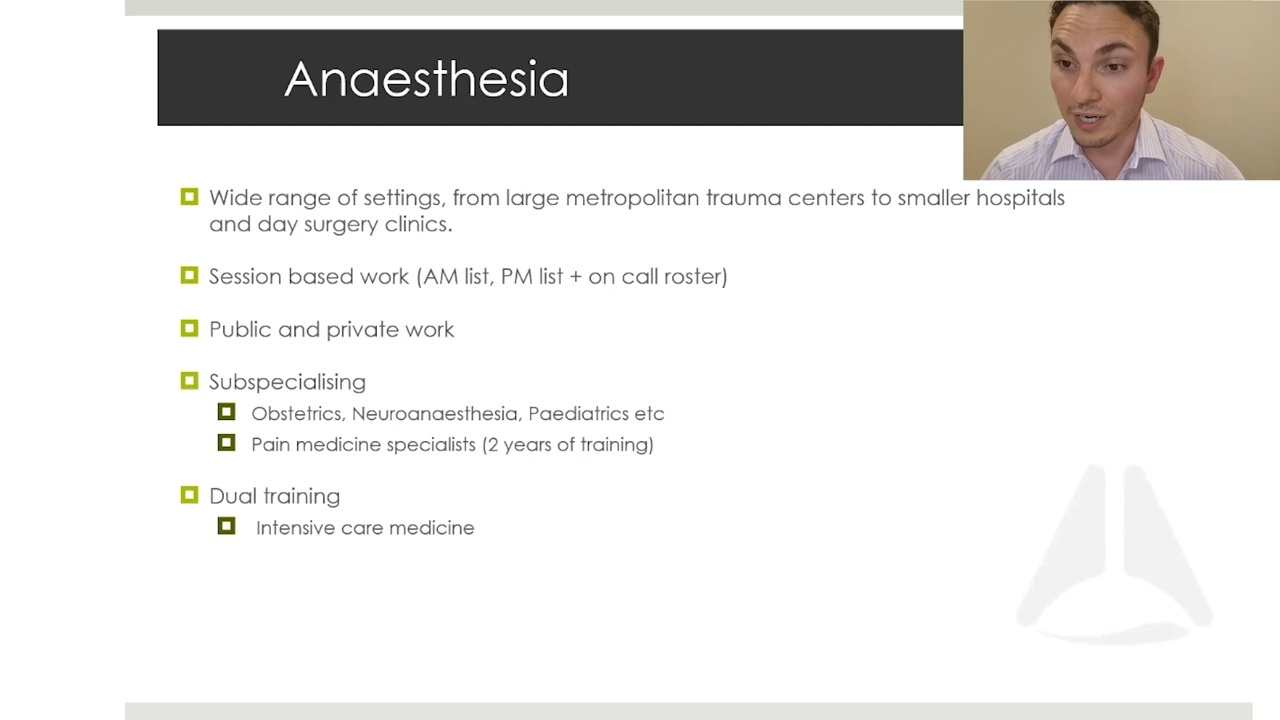 Anaesthesia
Wide range of settings, from large metropolitan trauma centers to smaller hospitals
and day surgery clinics.
Session based work (AM list, PM list + on call roster)
Public and private work
Subspecialising
Obstetrics, Neuroanaesthesia, Paediatrics etc
Pain medicine specialists (2 years of training)
Dual training
Intensive care medicine